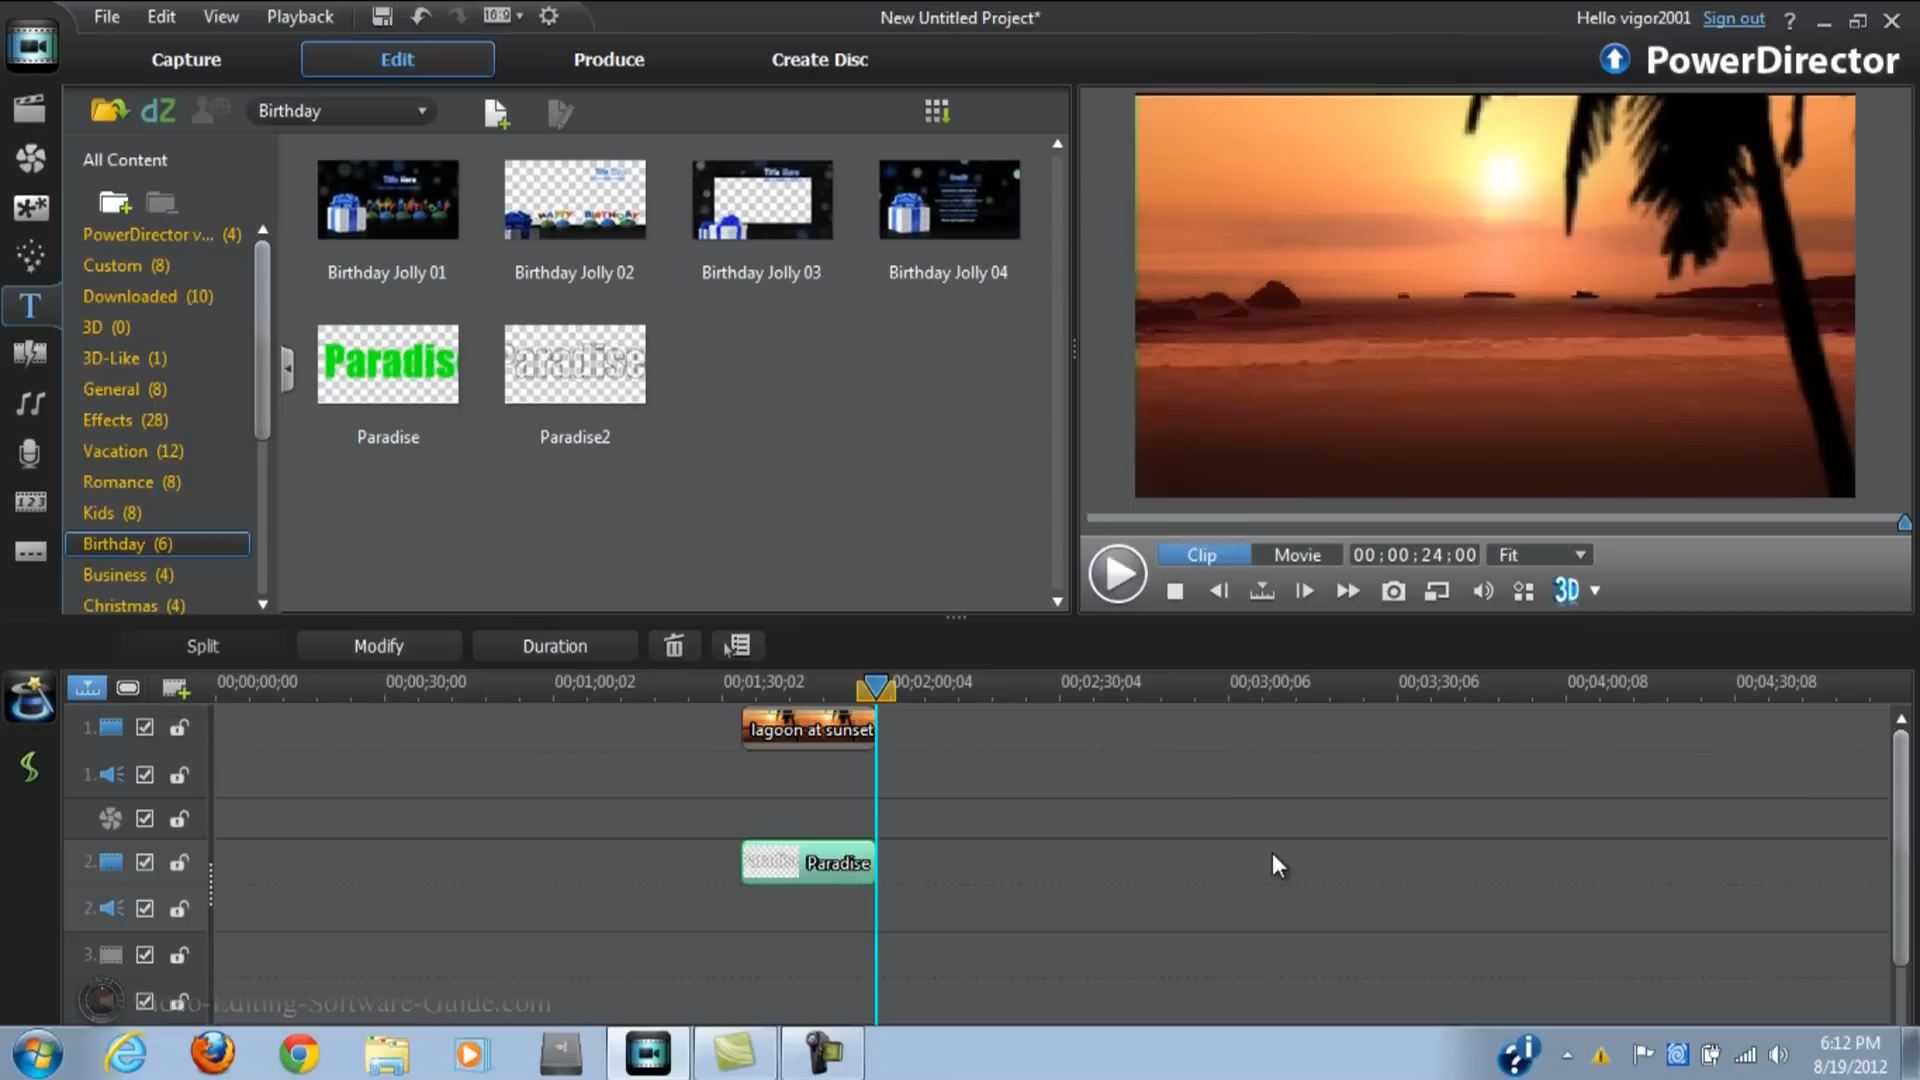 File Edit View Playback
New Untitled Project*
Hello vigor2001 Sign out ?
Capture Edit Produce Create Disc
PowerDirector
Birthday
All Content
PowerDirector v... (4)
Custom (8)
Downloaded (10)
3D (0)
3D-Like (1)
General (8)
Effects (28)
Vacation (12)
Romance (8)
Kids (8)
Birthday (6)
Business (4)
Christmas (4)
Title Here
Birthday Jolly 01
HAPPY BIRTHDAY
Birthday Jolly 02
Title Here
Birthday Jolly 03
Birthday Jolly 04
Paradis
Paradise
Paradise
Paradise2
Clip Movie 00;00;24;00 Fit
3D
Split Modify Duration
00;00;00;00 00;00;30;00 00;01;00;02 00;01;30;02 00;02;00;04 00;02;30;04 00;03;00;06 00;03;30;06 00;04;00;08 00;04;30;08
1.
lagoon at sunset
1.
2.
Paradise
2.
3.
-Editing-Software-Guide.com
6:12 PM
8/19/2012